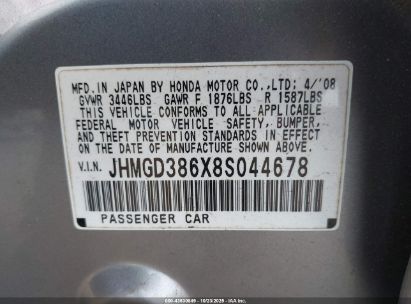 MFD. IN JAPAN BY HONDA MOTOR CO.,LTD; 4/'08
GVWR 3446LBS GAWR F 1876LBS R 1587LBS
THIS VEHICLE CONFORMS TO ALL APPLICABLE
FEDERAL MOTOR VEHICLE SAFETY, BUMPER,
AND THEFT PREVENTION STANDARDS IN EFFECT
ON THE DATE OF MANUFACTURE SHOWN ABOVE.
V.I.N. JHMGD386X8S044678
PASSENGER CAR